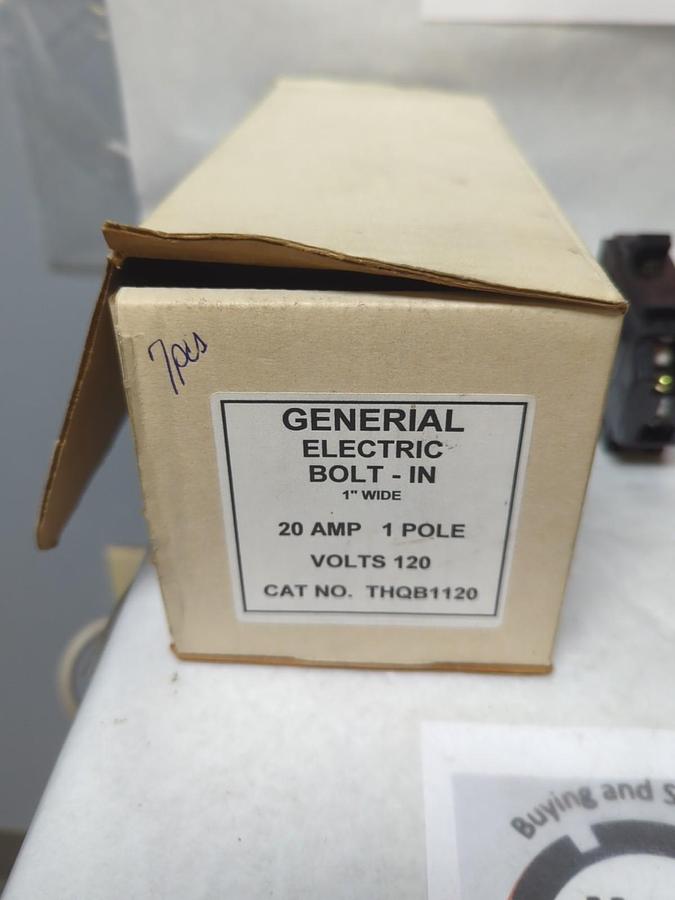 7pcs
GENERIAL
ELECTRIC
BOLT - IN
1" WIDE
20 AMP 1 POLE
VOLTS 120
CAT NO. THQB1120
Buying and